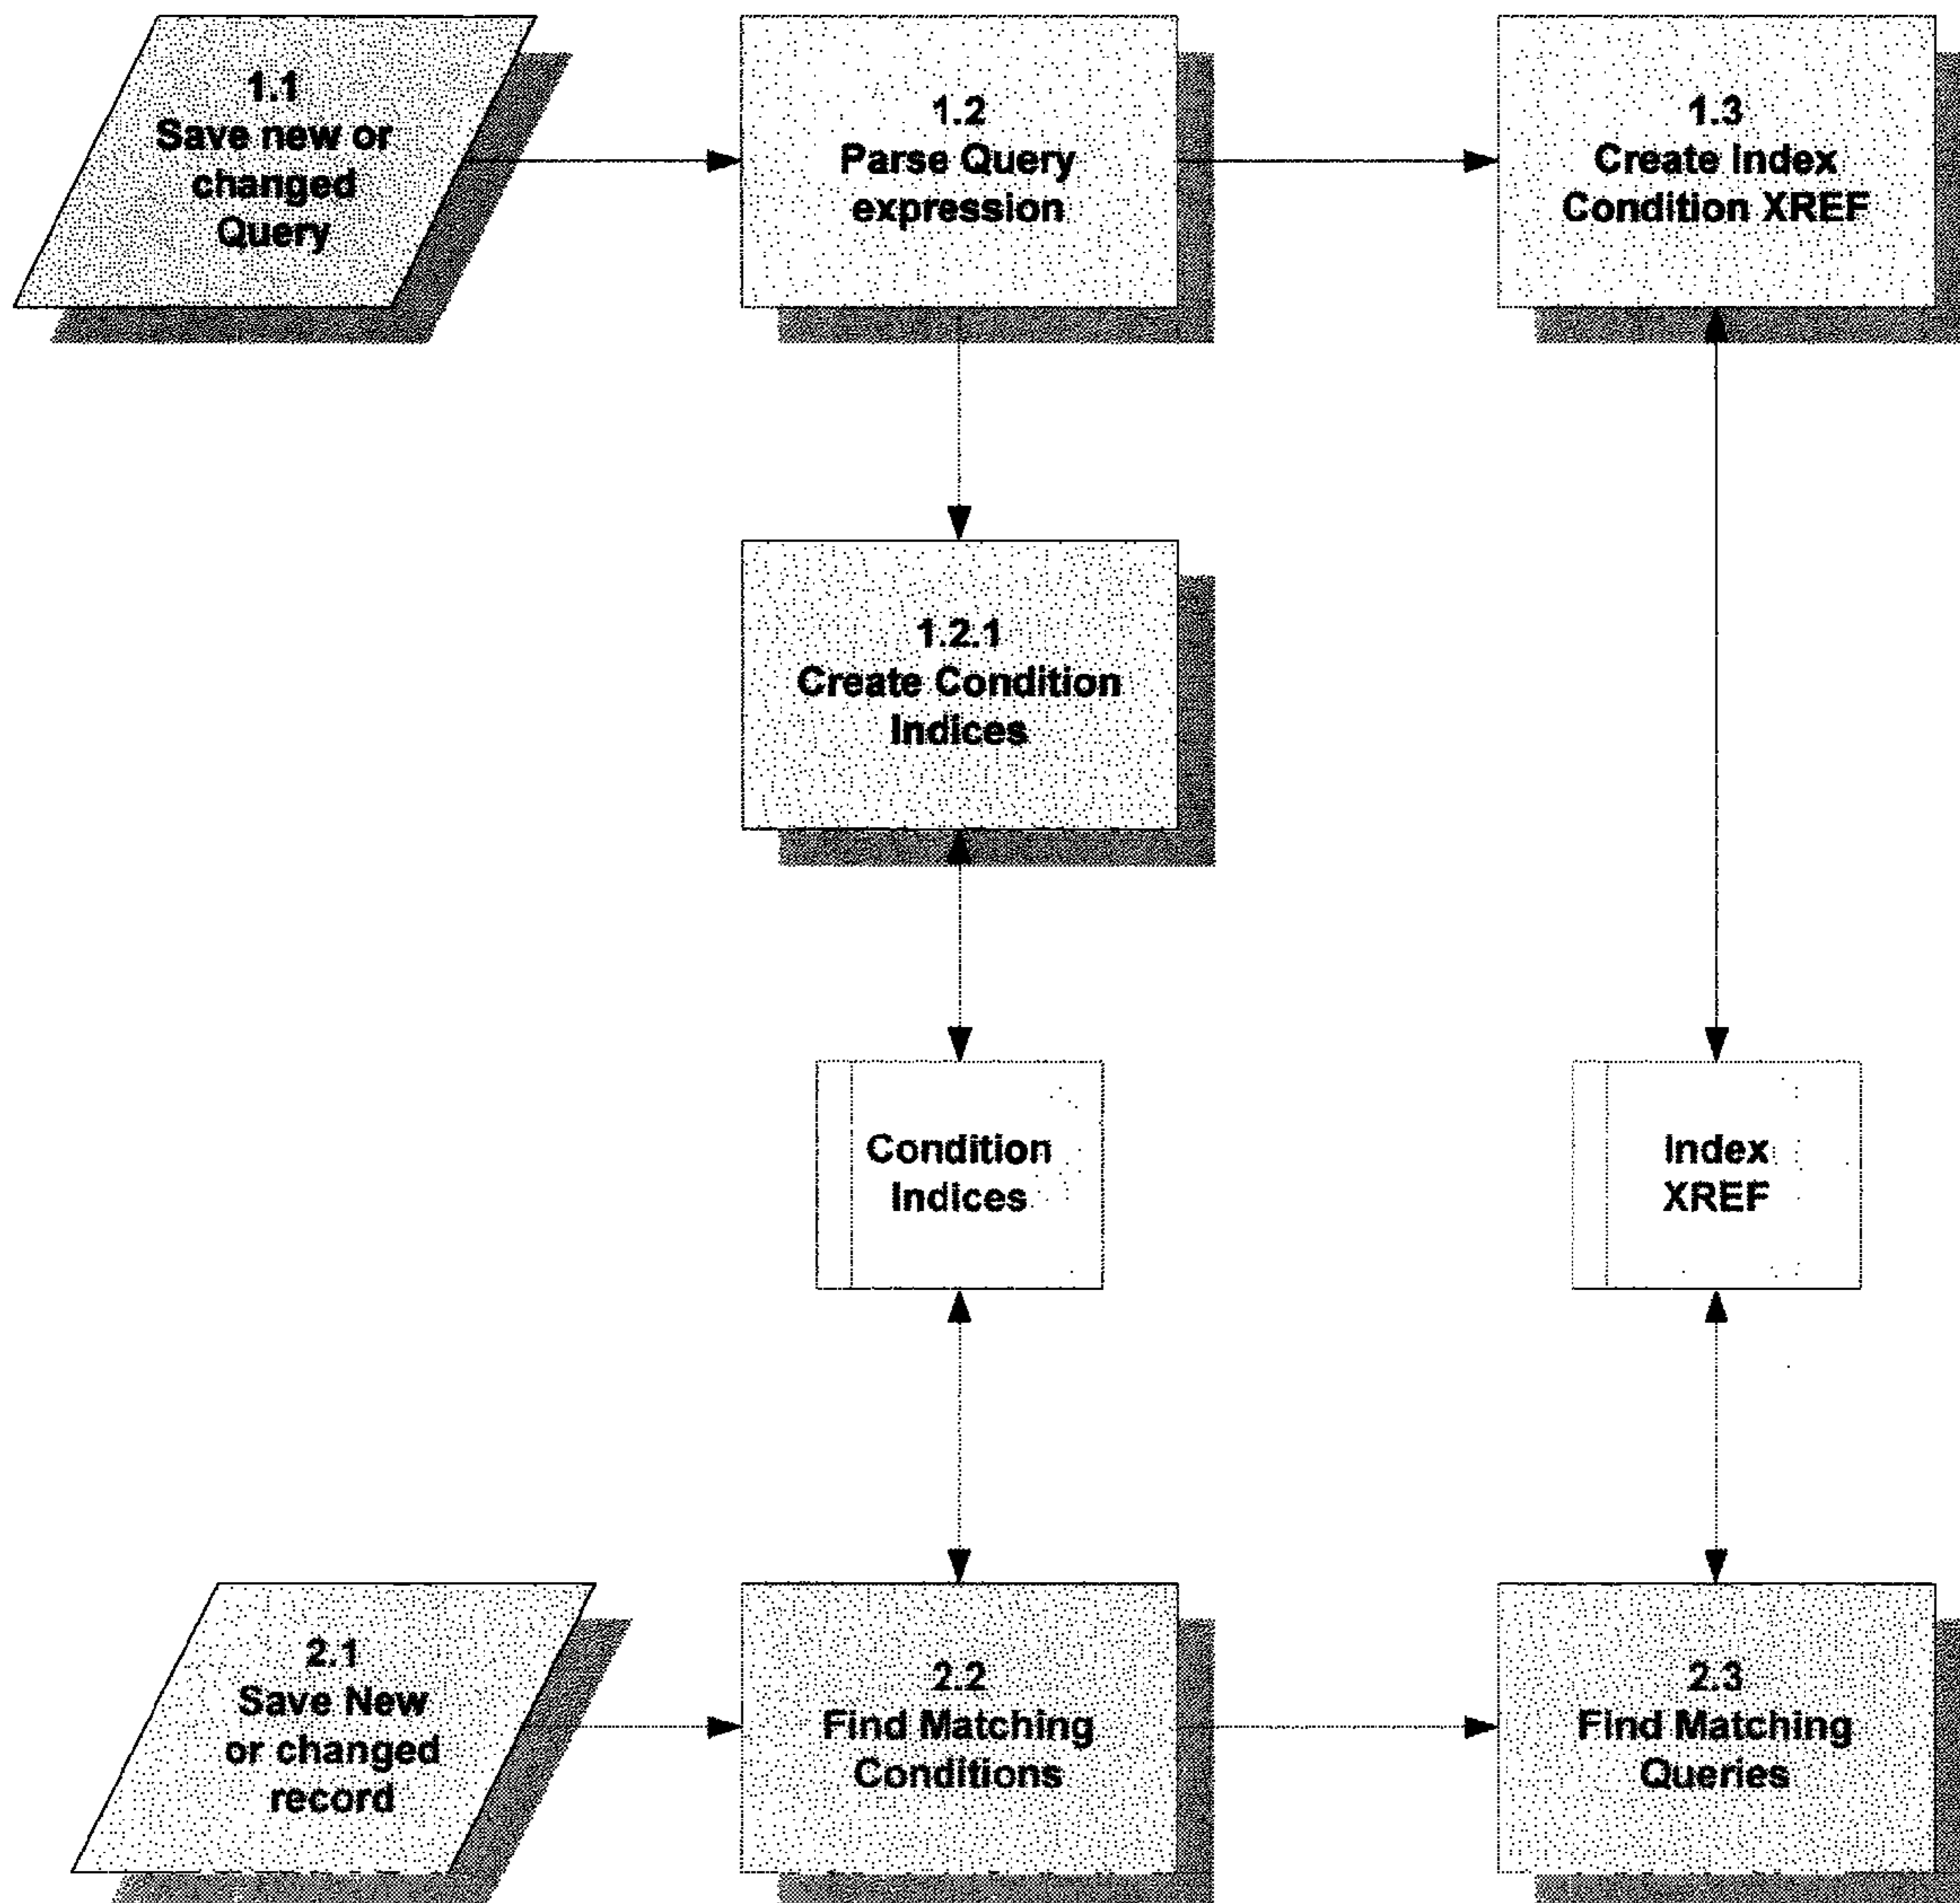 1.1
Save new or
changed
Query
1.2
Parse Query
expression
1.3
Create Index
Condition XREF
1.2.1
Create Condition
Indices
Condition
Indices
Index
XREF
2.1
Save New
or changed
record
2.2
Find Matching
Conditions
2.3
Find Matching
Queries